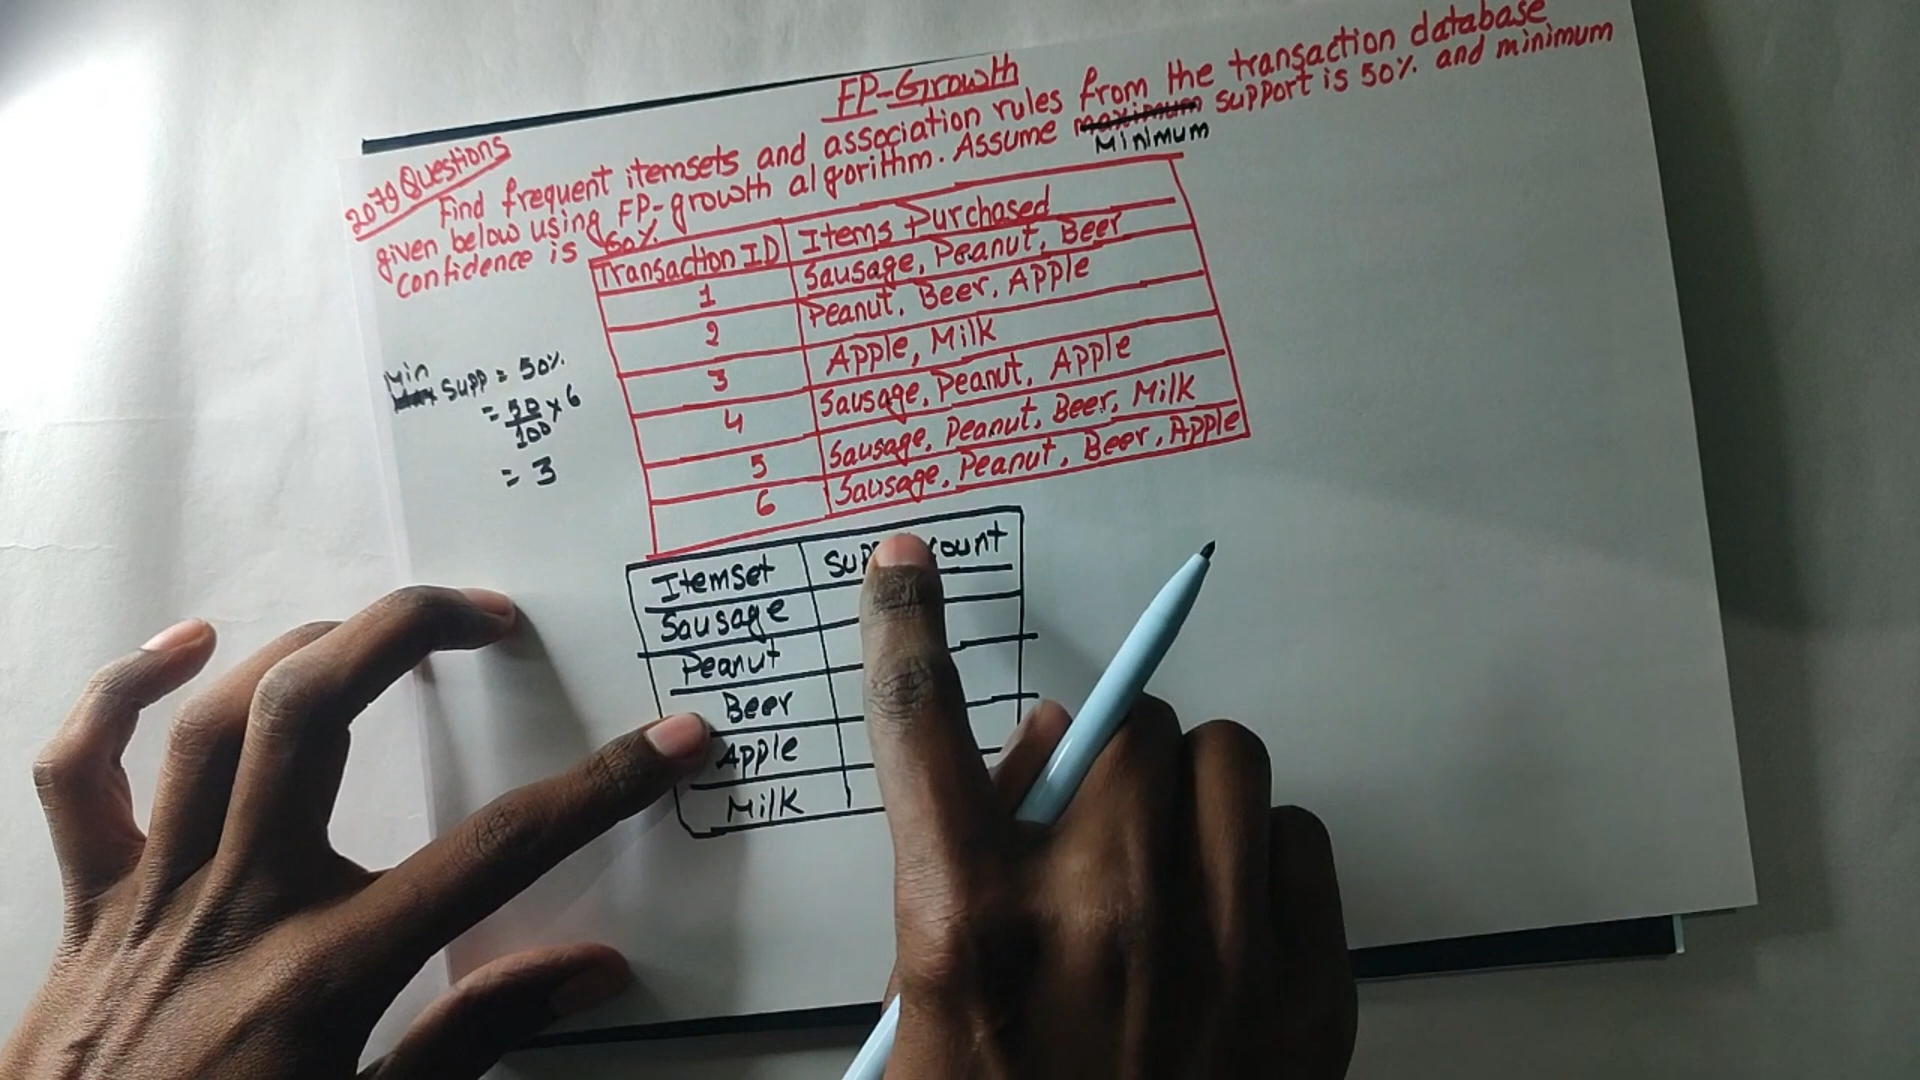 FP-Growth
2079 Questions
Find frequent itemsets and association rules from the transaction database
given below using FP-growth algorithm. Assume maximum Minimum support is 50% and minimum
confidence is 60%
Transaction ID Items Purchased
1 Sausage, Peanut, Beer
2 Peanut, Beer, Apple
3 Apple, Milk
4 Sausage, Peanut, Apple
5 Sausage, Peanut, Beer, Milk
6 Sausage, Peanut, Beer, Apple
Min
Max Supp = 50%
= 50/100 x 6
= 3
Itemset count
Sausage
Peanut
Beer
Apple
Milk